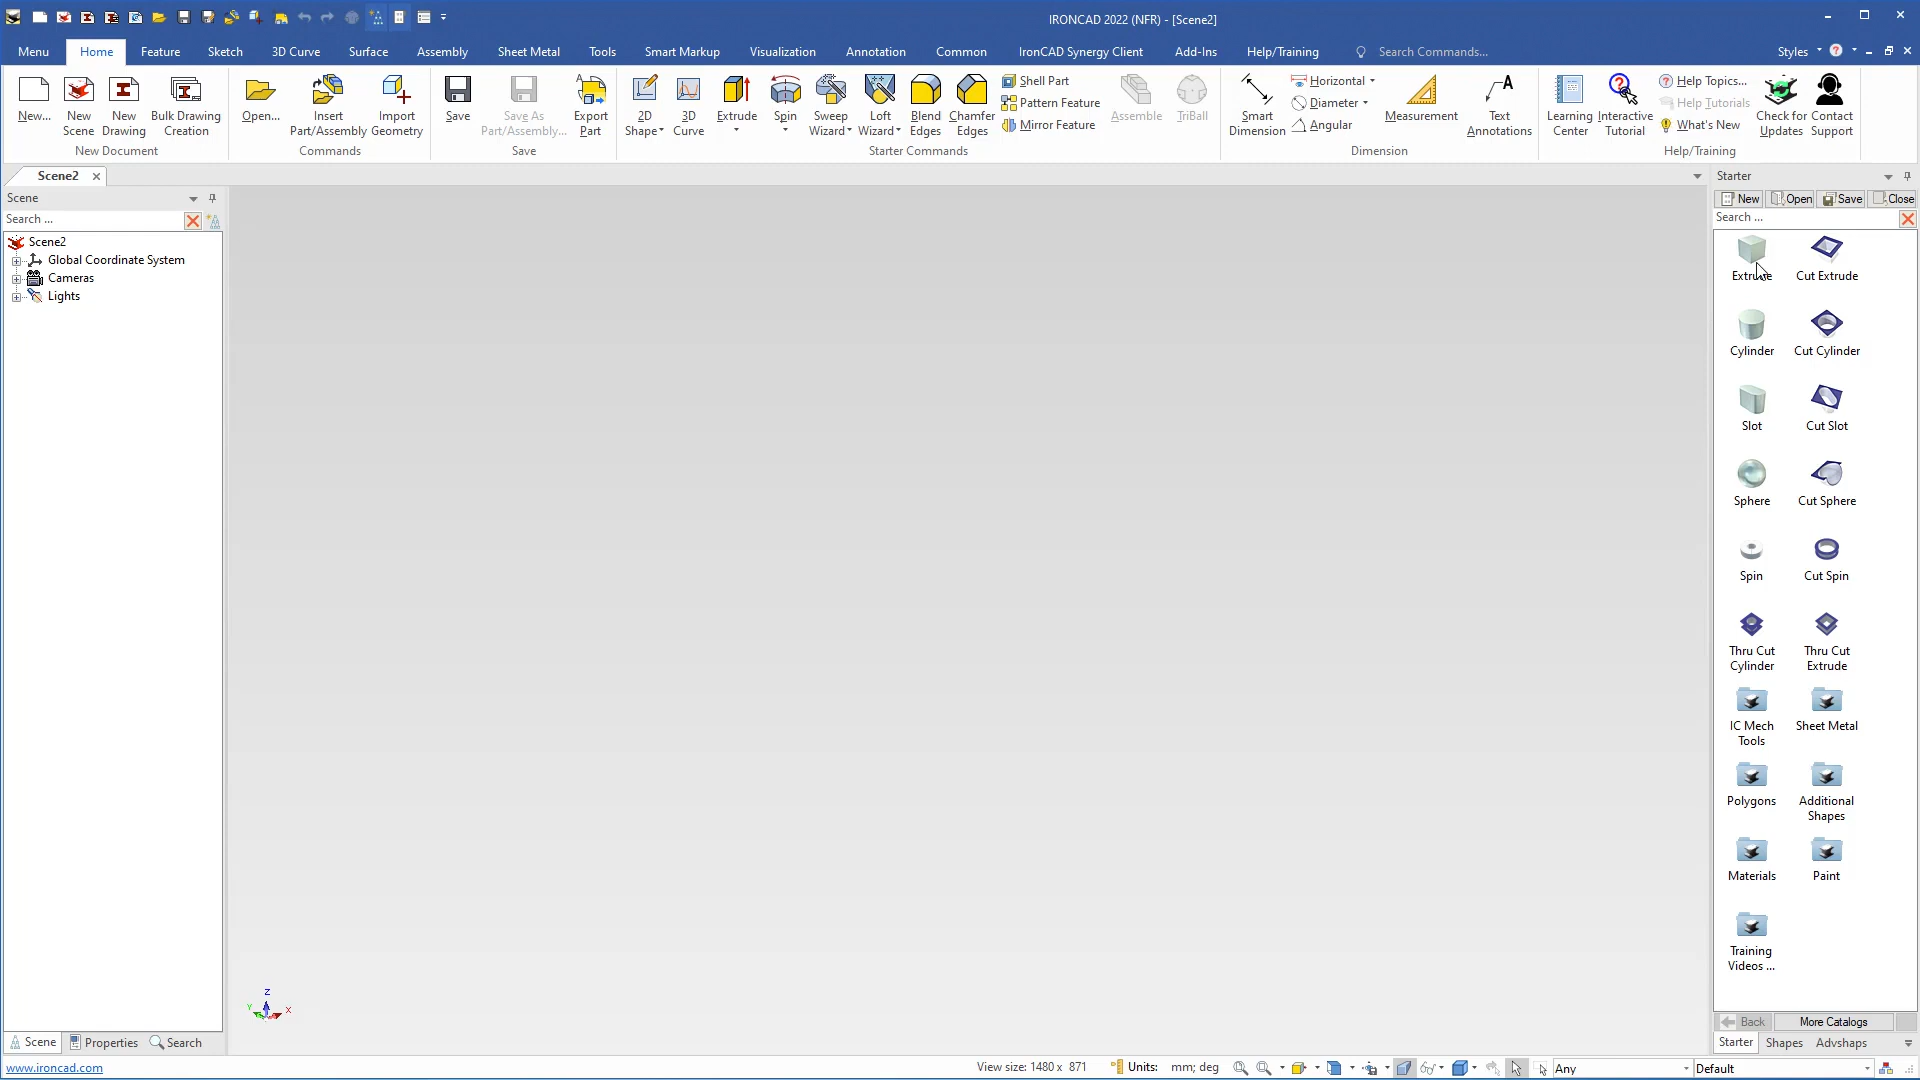 IRONCAD 2022 (NFR) - [Scene2]
Menu Home Feature Sketch 3D Curve Surface Assembly Sheet Metal Tools Smart Markup Visualization Annotation Common IronCAD Synergy Client Add-Ins Help/Training Search Commands... Styles
New... New Scene New Drawing Bulk Drawing Creation
New Document
Open... Insert Part/Assembly Import Geometry
Commands
Save Save As Part/Assembly... Export Part
Save
2D Shape 3D Curve Extrude Spin Sweep Wizard Loft Wizard Blend Edges Chamfer Edges
Shell Part
Pattern Feature
Mirror Feature
Assemble TriBall
Starter Commands
Smart Dimension
Horizontal
Diameter
Angular
Measurement Text Annotations
Dimension
Learning Center Interactive Tutorial
Help Topics...
Help Tutorials
What's New
Check for Updates Contact Support
Help/Training
Scene2
Scene
Search ...
Scene2
Global Coordinate System
Cameras
Lights
Z
Y
X
Scene Properties Search
Starter
New Open Save Close
Search ...
Extrude Cut Extrude
Cylinder Cut Cylinder
Slot Cut Slot
Sphere Cut Sphere
Spin Cut Spin
Thru Cut Cylinder Thru Cut Extrude
IC Mech Tools Sheet Metal
Polygons Additional Shapes
Materials Paint
Training Videos ...
Back More Catalogs
Starter Shapes Advshaps
www.ironcad.com
View size: 1480 x 871 Units: mm; deg Any Default